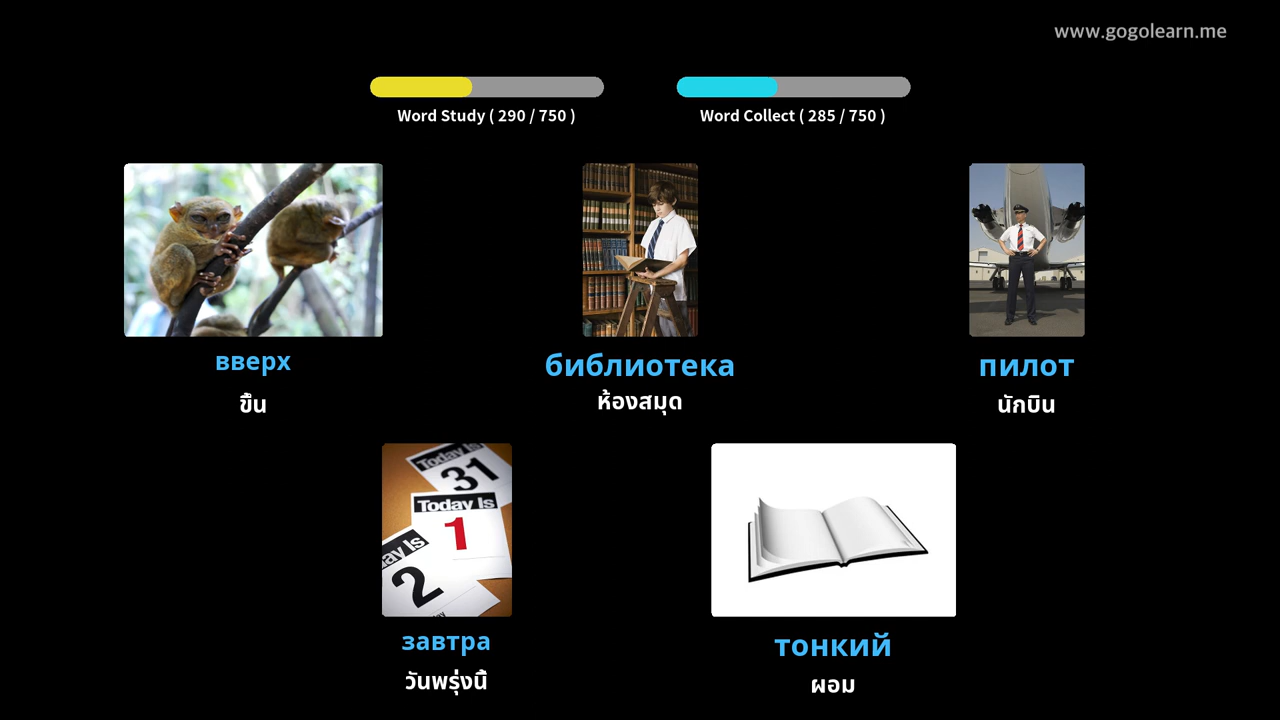 www.gogolearn.me
Word Study ( 290 / 750 )
Word Collect ( 285 / 750 )
вверх
ขึ้น
библиотека
ห้องสมุด
пилот
นักบิน
Today Is
31
Today Is
1
ay Is
2
завтра
วันพรุ่งนี้
тонкий
ผอม